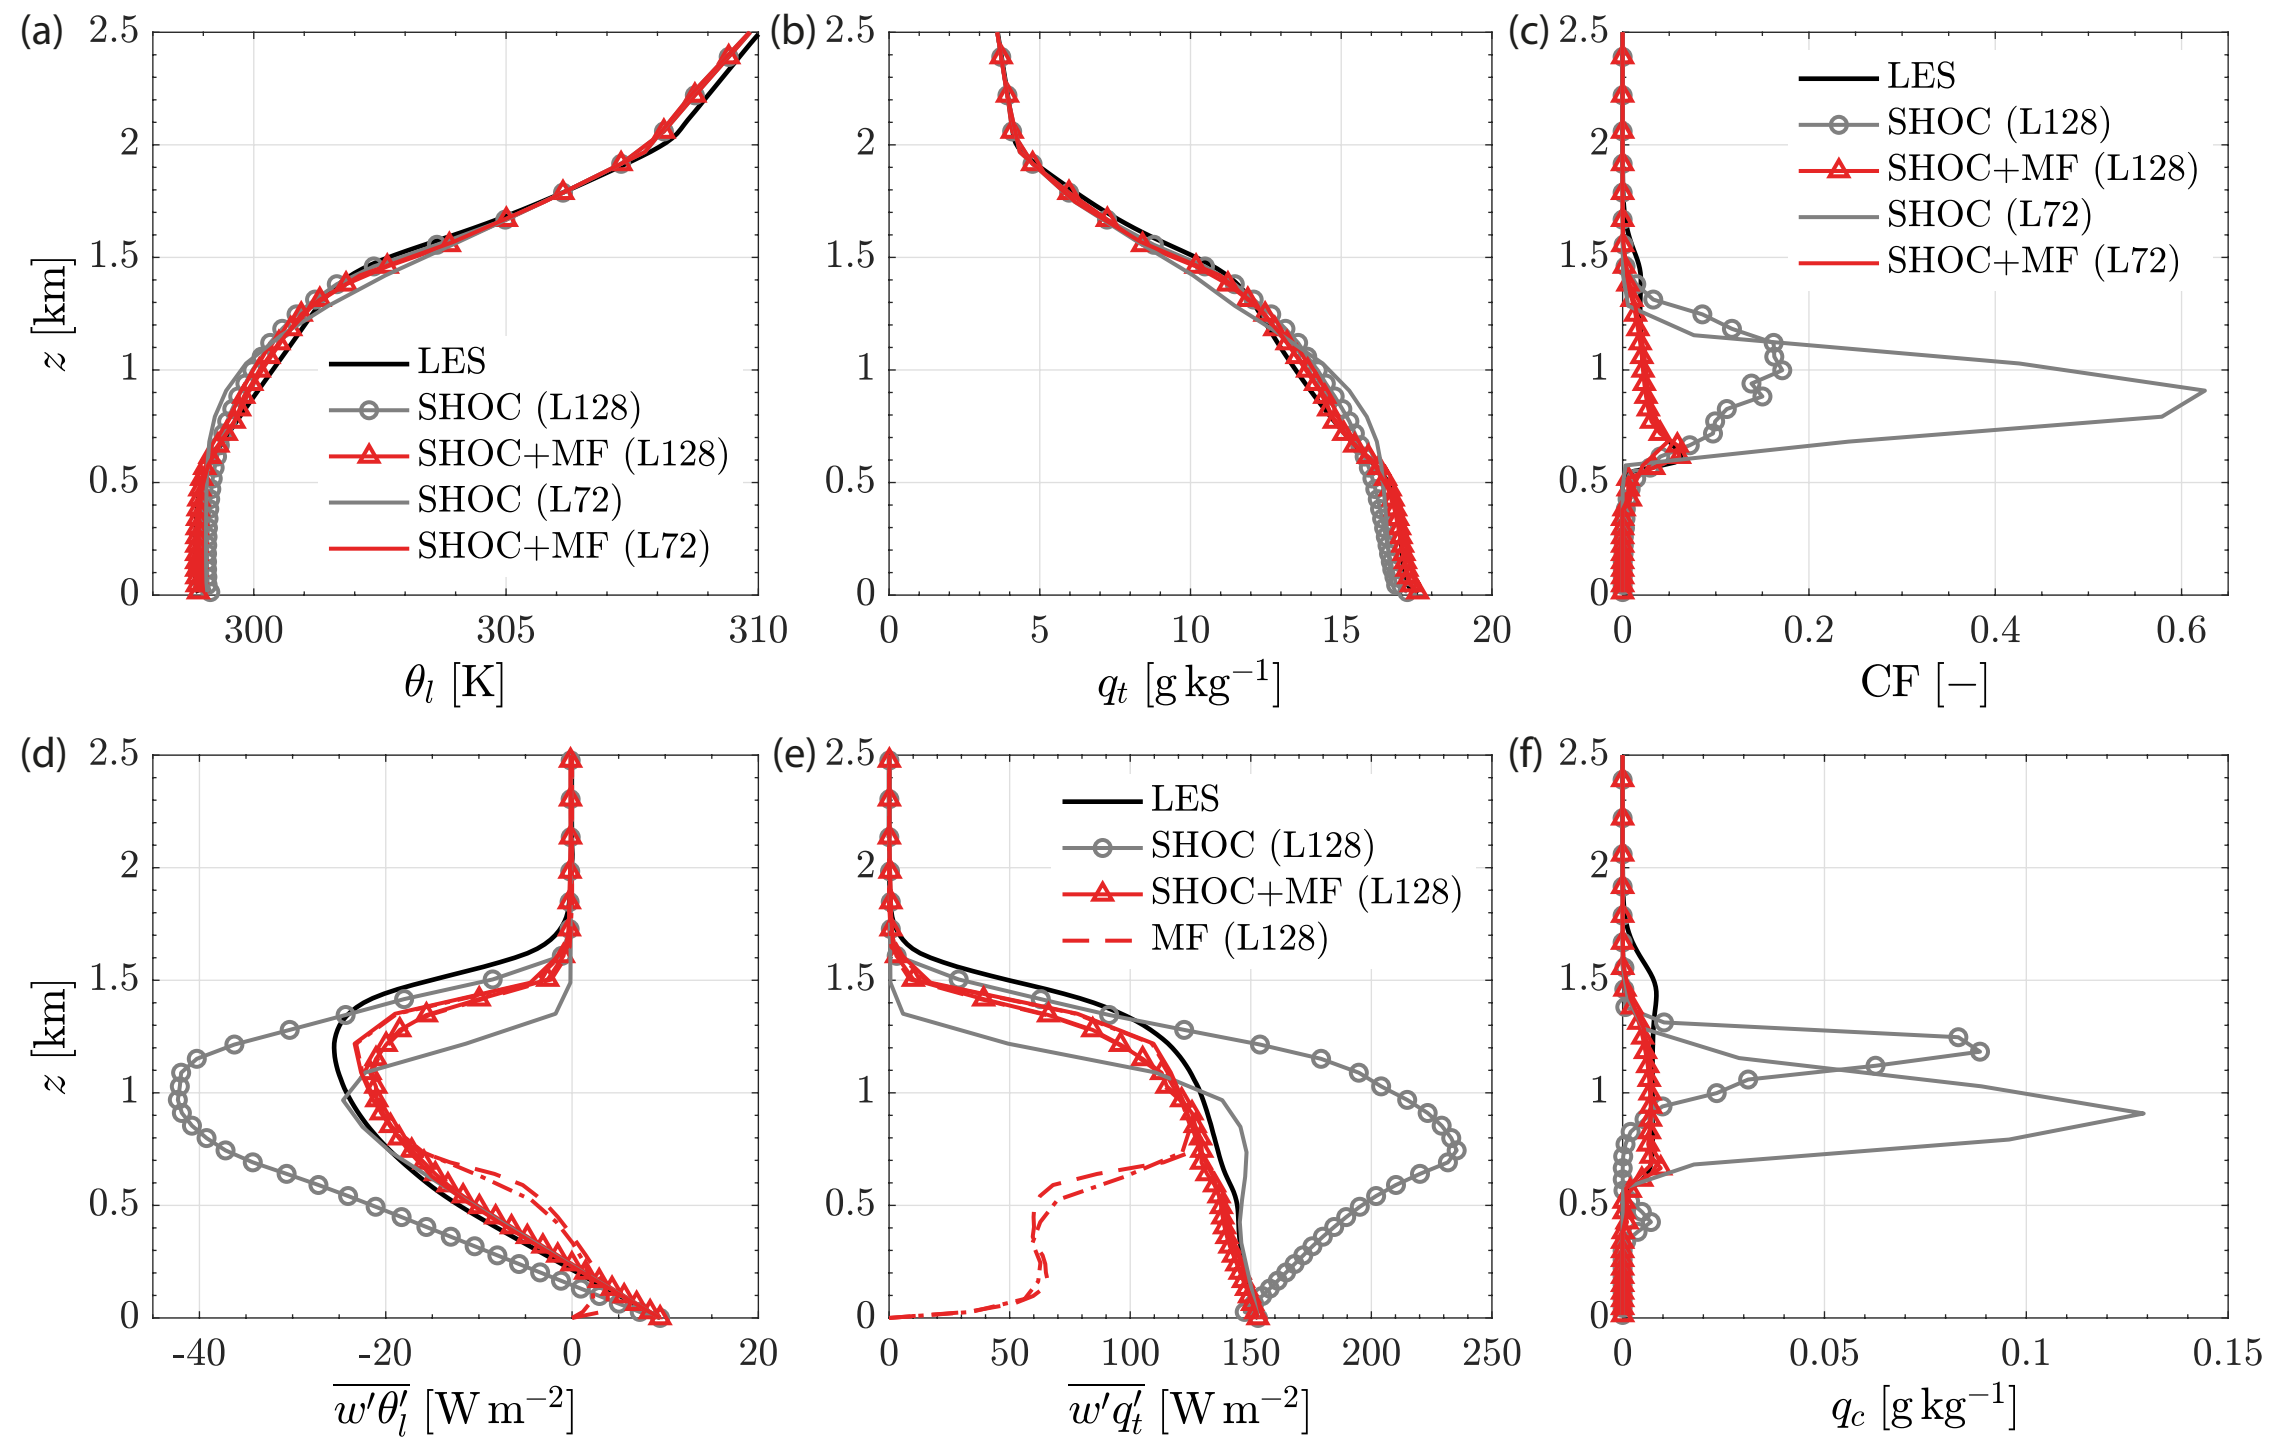 (a)
2.5
2
1.5
1
0.5
0
z [km]
LES
SHOC (L128)
SHOC+MF (L128)
SHOC (L72)
SHOC+MF (L72)
300 305 310
θ_l [K]
(b)
2.5
2
1.5
1
0.5
0
0 5 10 15 20
q_t [g kg⁻¹]
(c)
2.5
2
1.5
1
0.5
0
LES
SHOC (L128)
SHOC+MF (L128)
SHOC (L72)
SHOC+MF (L72)
0 0.2 0.4 0.6
CF [−]
(d)
2.5
2
1.5
1
0.5
0
z [km]
-40 -20 0 20
w′θ′_l [W m⁻²]
(e)
2.5
2
1.5
1
0.5
0
LES
SHOC (L128)
SHOC+MF (L128)
MF (L128)
0 50 100 150 200 250
w′q′_t [W m⁻²]
(f)
2.5
2
1.5
1
0.5
0
0 0.05 0.1 0.15
q_c [g kg⁻¹]